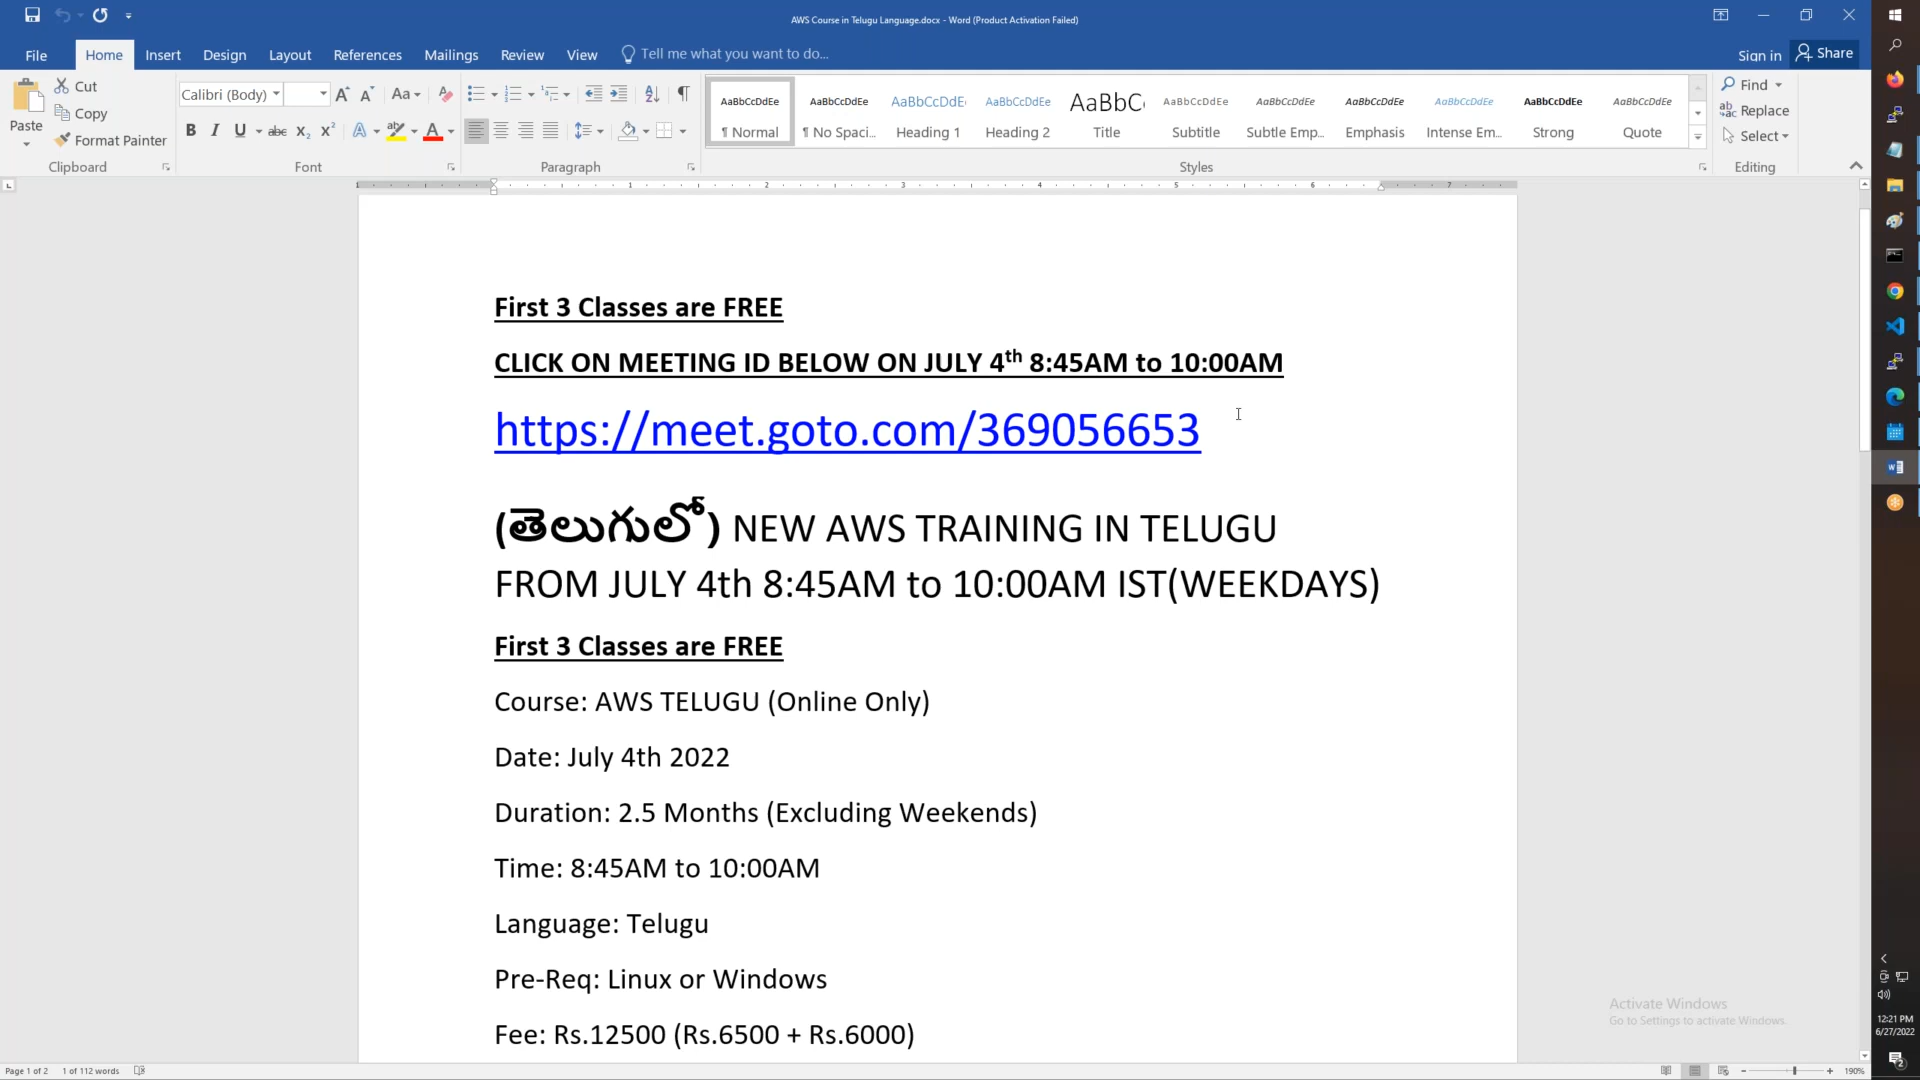 AWS Course in Telugu Language.docx - Word (Product Activation Failed)
File Home Insert Design Layout References Mailings Review View Tell me what you want to do... Sign in Share
Paste Cut Copy Format Painter Clipboard
Calibri (Body) Font
Paragraph
AaBbCcDdEe AaBbCcDdEe AaBbCcDdE AaBbCcDdEe AaBbC AaBbCcDdEe AaBbCcDdEe AaBbCcDdEe AaBbCcDdEe AaBbCcDdEe AaBbCcDdEe
¶ Normal ¶ No Spaci... Heading 1 Heading 2 Title Subtitle Subtle Emp... Emphasis Intense Em... Strong Quote
Styles
Find
Replace
Select
Editing
First 3 Classes are FREE
CLICK ON MEETING ID BELOW ON JULY 4th 8:45AM to 10:00AM
https://meet.goto.com/369056653
(తెలుగులో) NEW AWS TRAINING IN TELUGU
FROM JULY 4th 8:45AM to 10:00AM IST(WEEKDAYS)
First 3 Classes are FREE
Course: AWS TELUGU (Online Only)
Date: July 4th 2022
Duration: 2.5 Months (Excluding Weekends)
Time: 8:45AM to 10:00AM
Language: Telugu
Pre-Req: Linux or Windows
Fee: Rs.12500 (Rs.6500 + Rs.6000)
Activate Windows
Go to Settings to activate Windows.
12:21 PM
6/27/2022
Page 1 of 2 1 of 112 words 190%